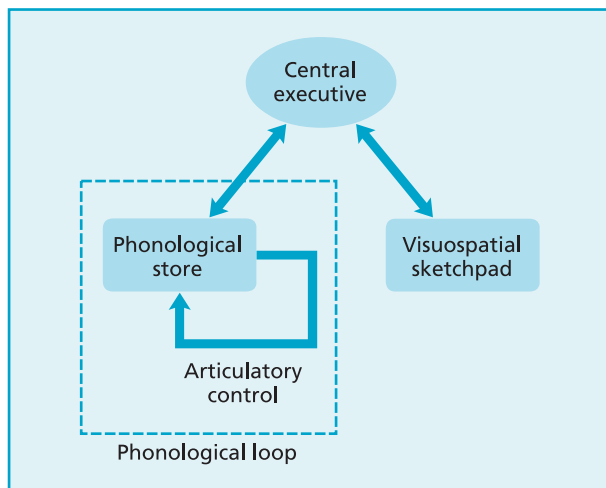 Central
executive
Phonological
store
Visuospatial
sketchpad
Articulatory
control
Phonological loop